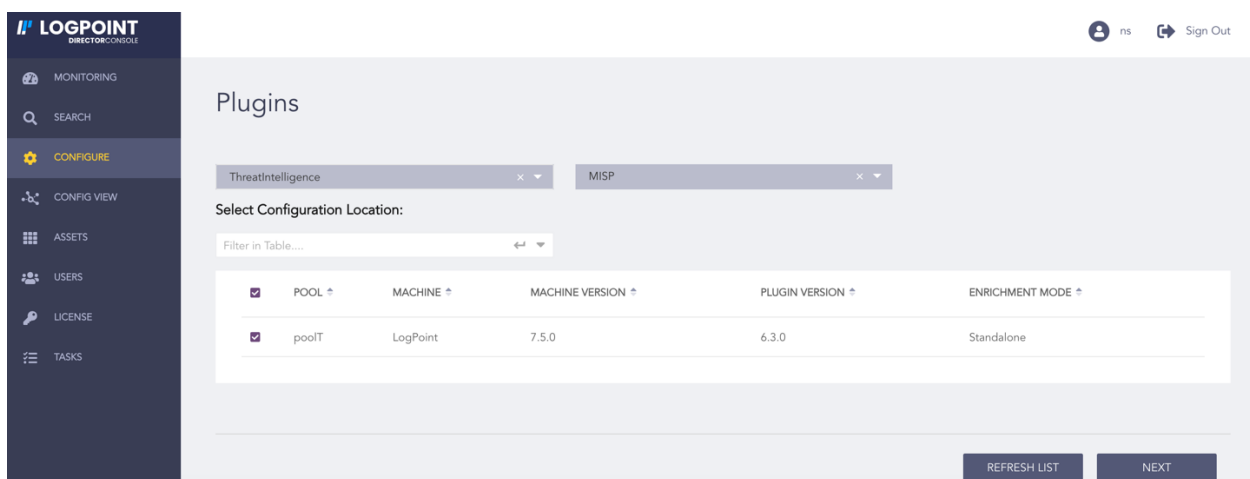 LOGPOINT
DIRECTORCONSOLE
ns Sign Out
MONITORING
SEARCH
CONFIGURE
CONFIG VIEW
ASSETS
USERS
LICENSE
TASKS
Plugins
ThreatIntelligence × MISP ×
Select Configuration Location:
Filter in Table....
POOL MACHINE MACHINE VERSION PLUGIN VERSION ENRICHMENT MODE
poolT LogPoint 7.5.0 6.3.0 Standalone
REFRESH LIST NEXT